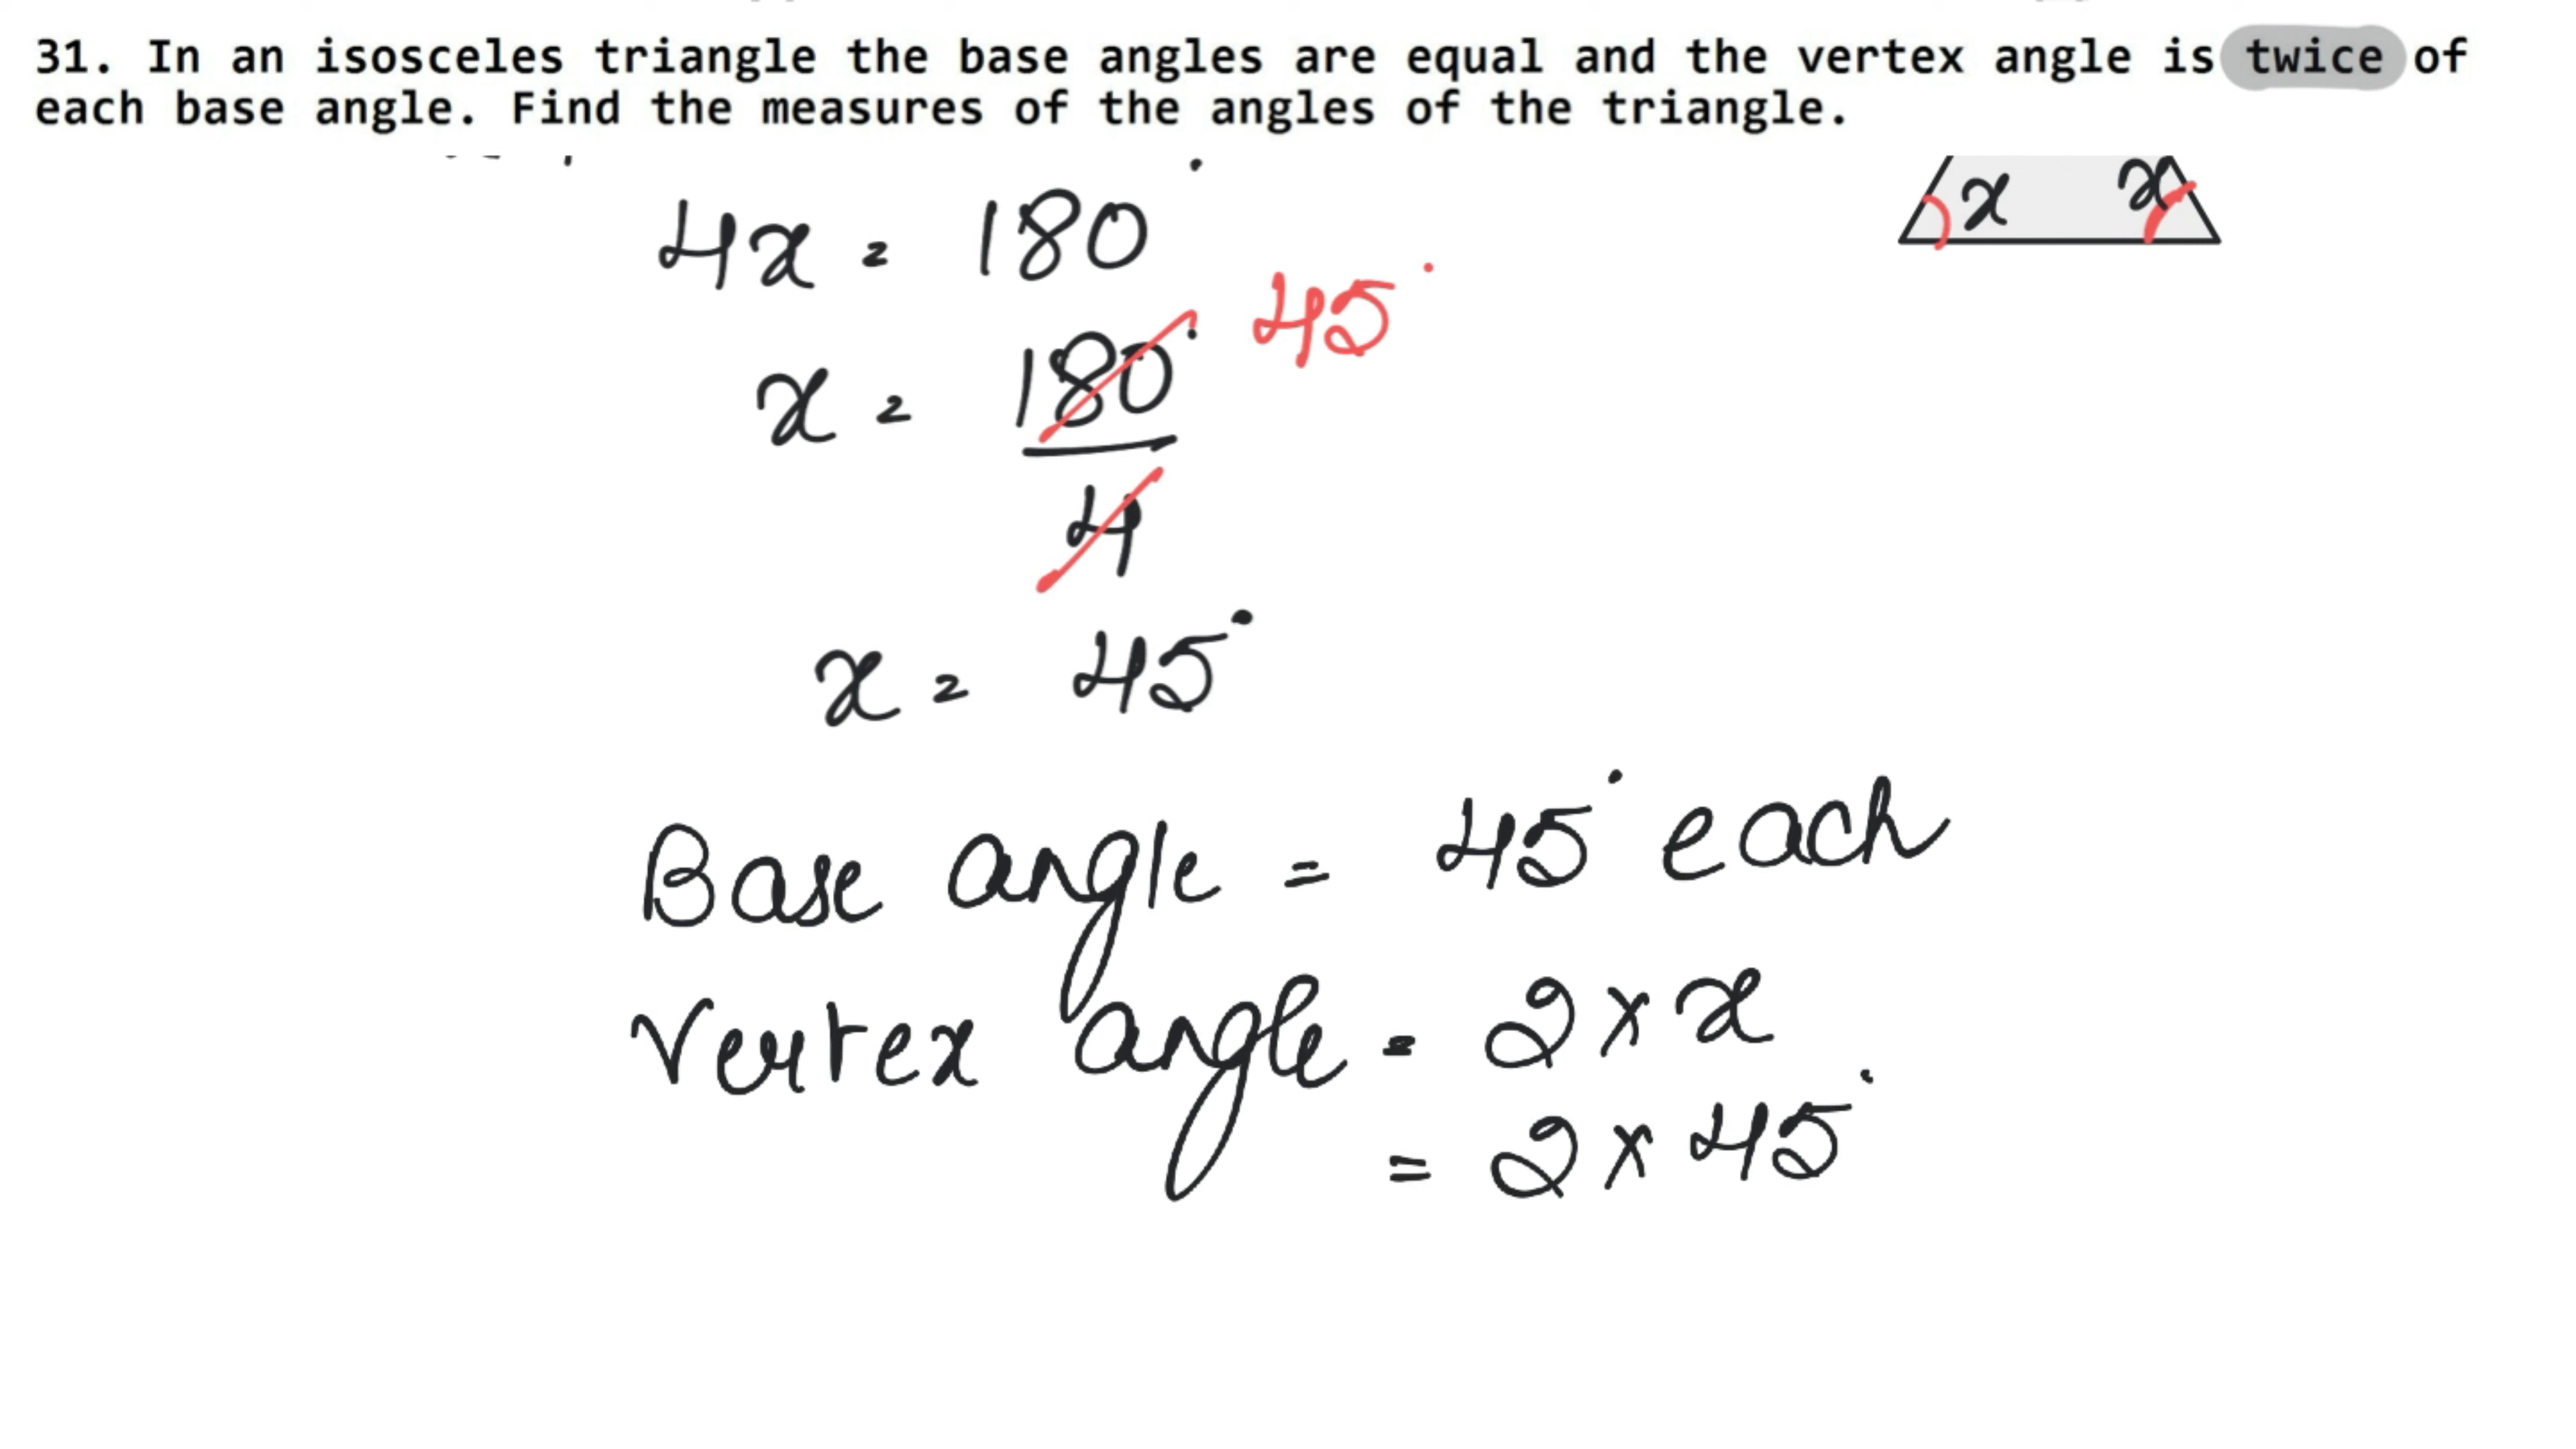 31. In an isosceles triangle the base angles are equal and the vertex angle is twice of
each base angle. Find the measures of the angles of the triangle.
x x
4x = 180°
x = 180° 45°
4
x = 45°
Base angle = 45° each
Vertex angle = 2 × x
= 2 × 45°